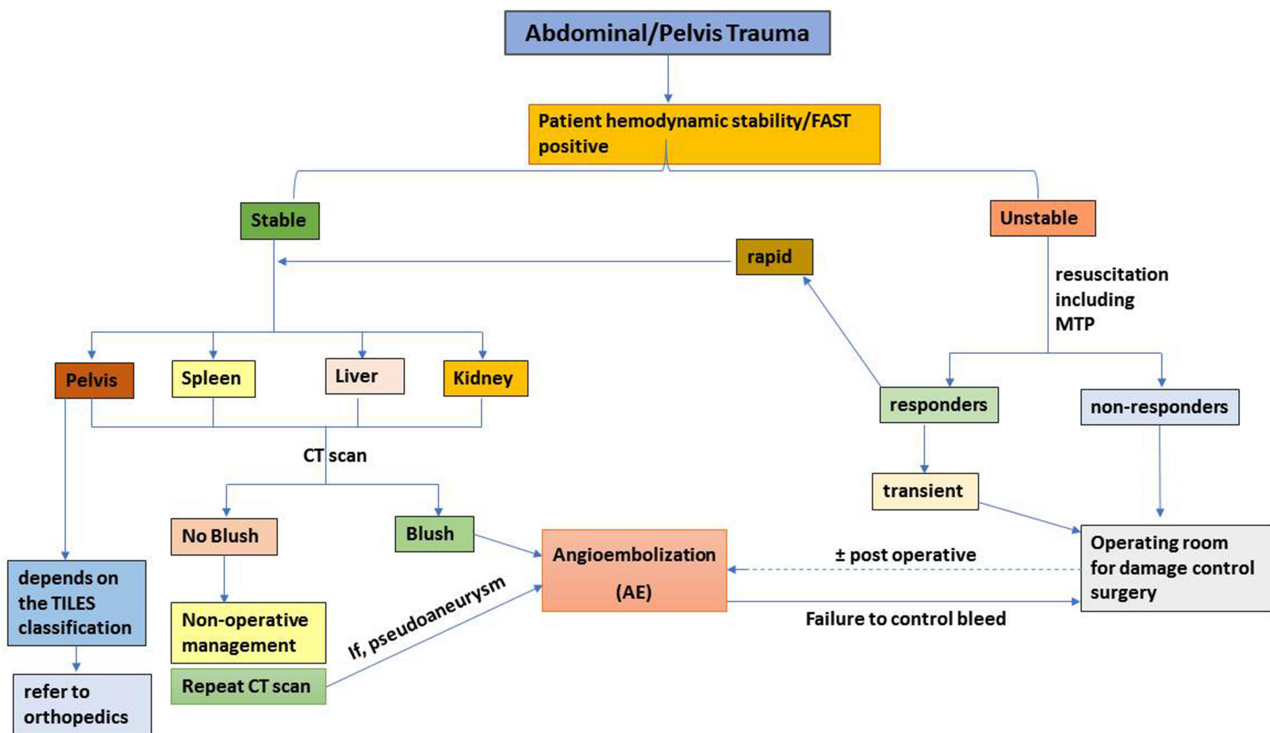 Abdominal/Pelvis Trauma
Patient hemodynamic stability/FAST
positive
Stable
Unstable
rapid
resuscitation
including
MTP
Pelvis
Spleen
Liver
Kidney
responders
non-responders
CT scan
transient
No Blush
Blush
Angioembolization
(AE)
± post operative
Operating room
for damage control
surgery
depends on
the TILES
classification
Non-operative
management
If, pseudoaneurysm
Failure to control bleed
Repeat CT scan
refer to
orthopedics